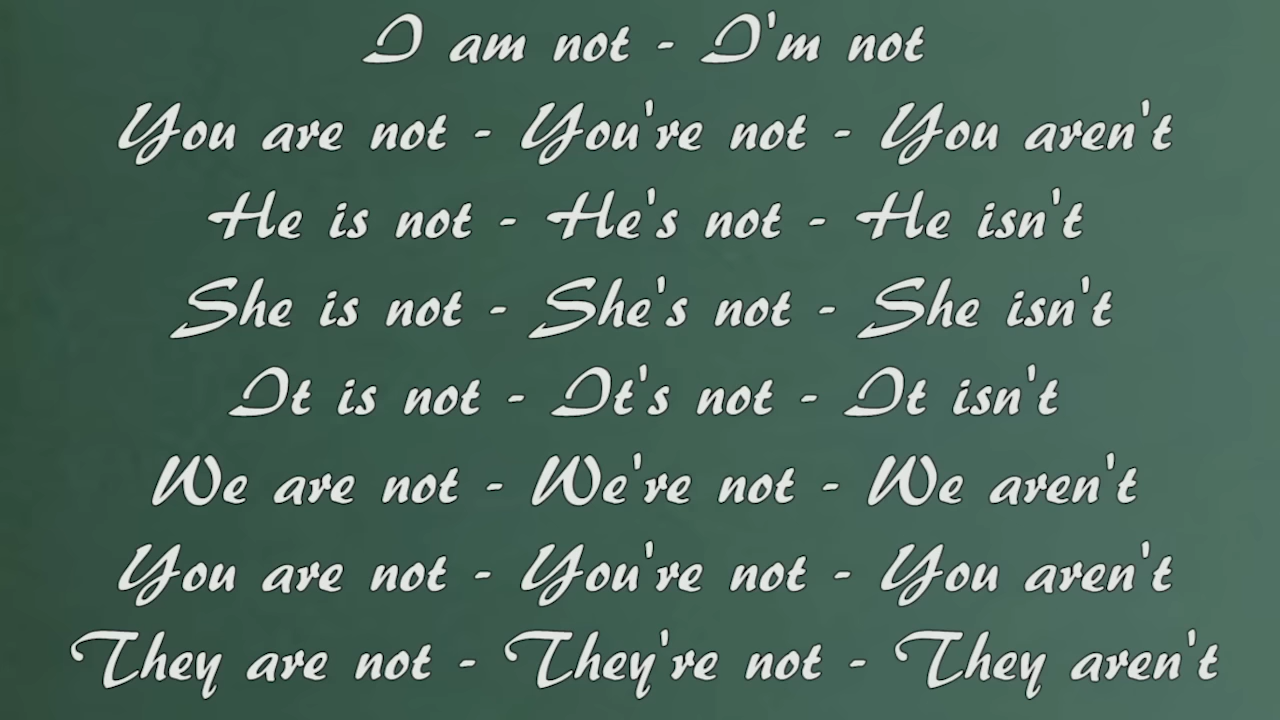 I am not - I'm not
You are not - You're not - You aren't
He is not - He's not - He isn't
She is not - She's not - She isn't
It is not - It's not - It isn't
We are not - We're not - We aren't
You are not - You're not - You aren't
They are not - They're not - They aren't